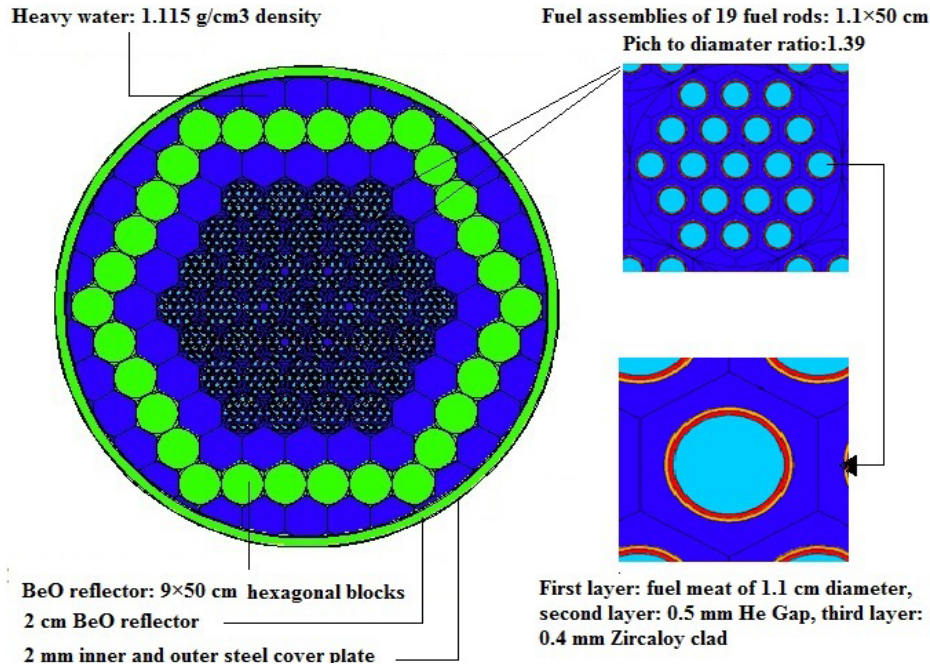 Heavy water: 1.115 g/cm3 density
Fuel assemblies of 19 fuel rods: 1.1×50 cm
Pich to diamater ratio:1.39
BeO reflector: 9×50 cm hexagonal blocks
2 cm BeO reflector
2 mm inner and outer steel cover plate
First layer: fuel meat of 1.1 cm diameter,
second layer: 0.5 mm He Gap, third layer:
0.4 mm Zircaloy clad